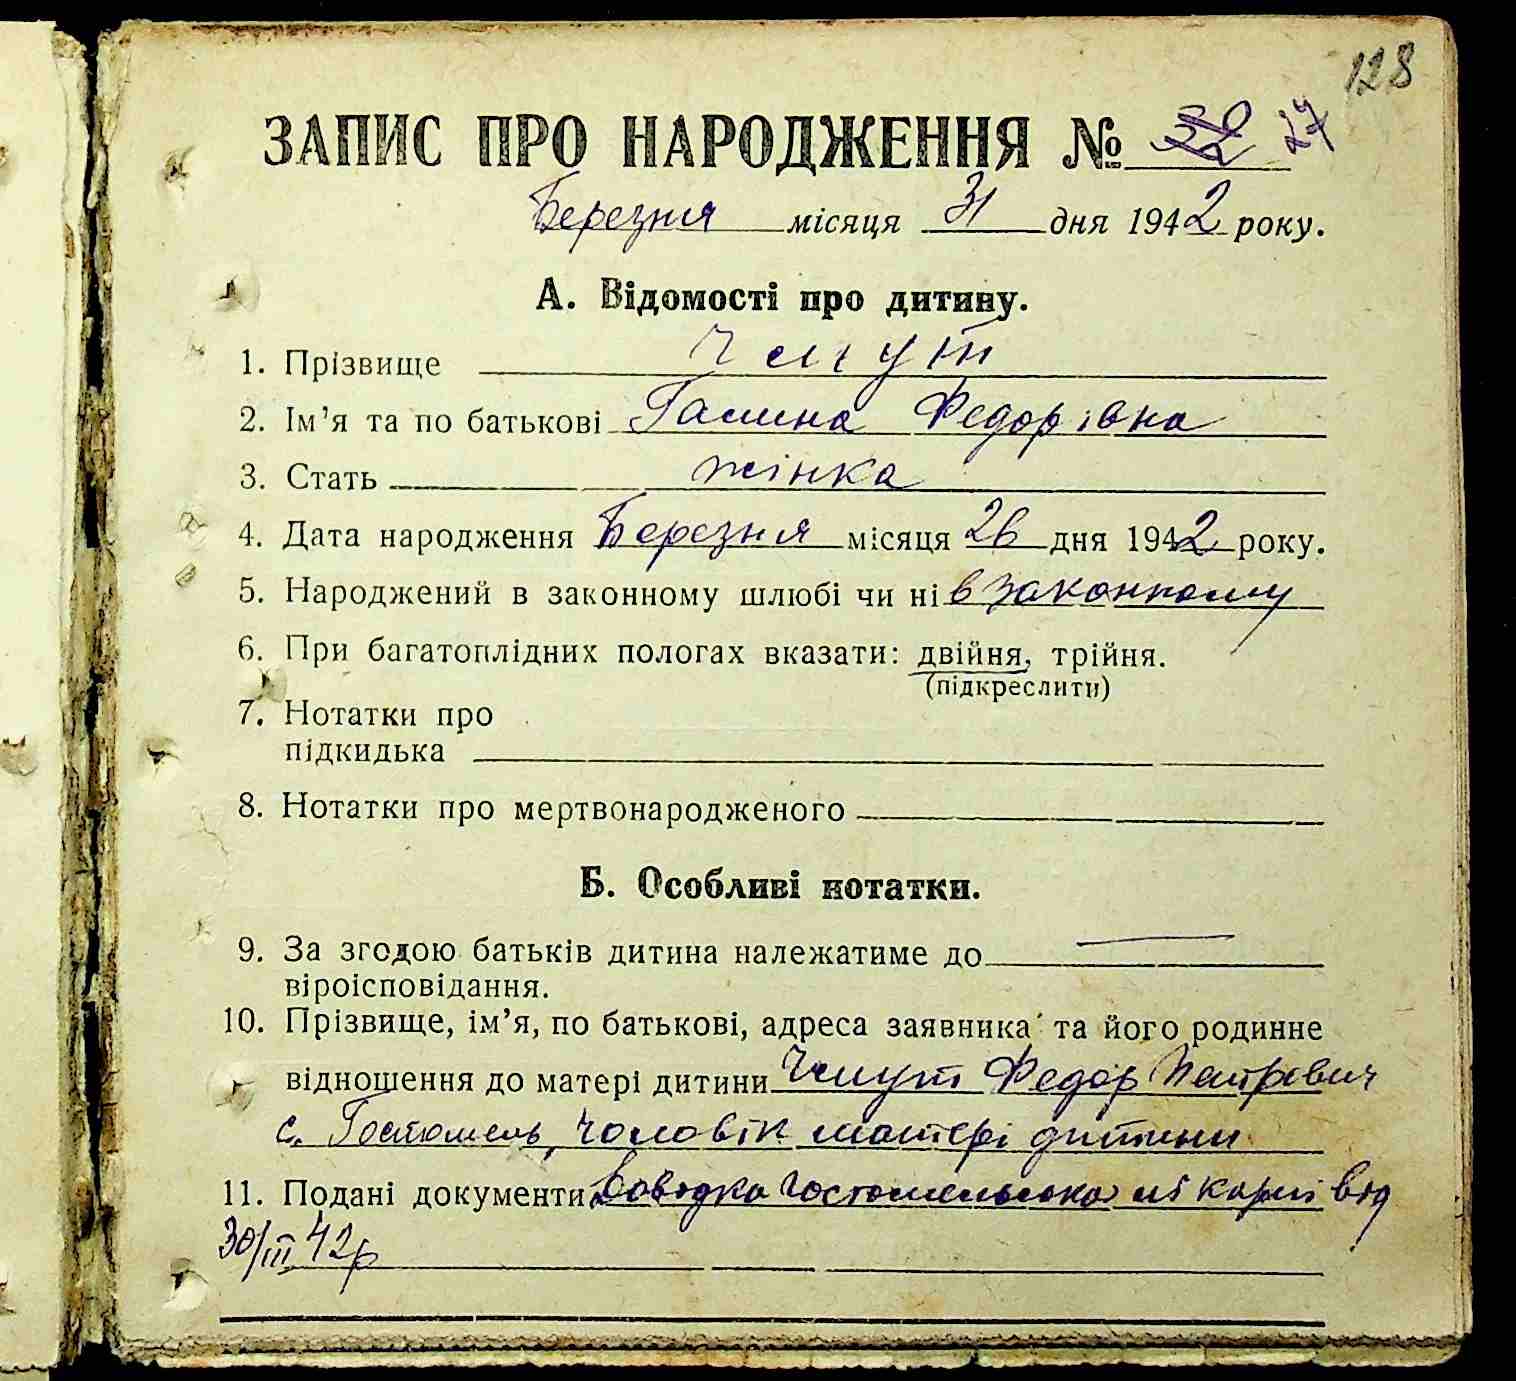 128
ЗАПИС ПРО НАРОДЖЕННЯ № 32 27
Березня місяця 31 дня 1942 року.
А. Відомості про дитину.
1. Прізвище
2. Ім’я та по батькові Галина Федорівна
3. Стать жінка
4. Дата народження Березня місяця 26 дня 1942 року.
5. Народжений в законному шлюбі чи ні в законному
6. При багатоплідних пологах вказати: двійня, трійня.
(підкреслити)
7. Нотатки про
підкидька
8. Нотатки про мертвонародженого
Б. Особливі нотатки.
9. За згодою батьків дитина належатиме до —
віроісповідання.
10. Прізвище, ім’я, по батькові, адреса заявника та його родинне
відношення до матері дитини Федор Петрович
с. Гостомель, чоловік матері дитини
11. Подані документи Довідка Гостомельської лікарні від
30/III 42р